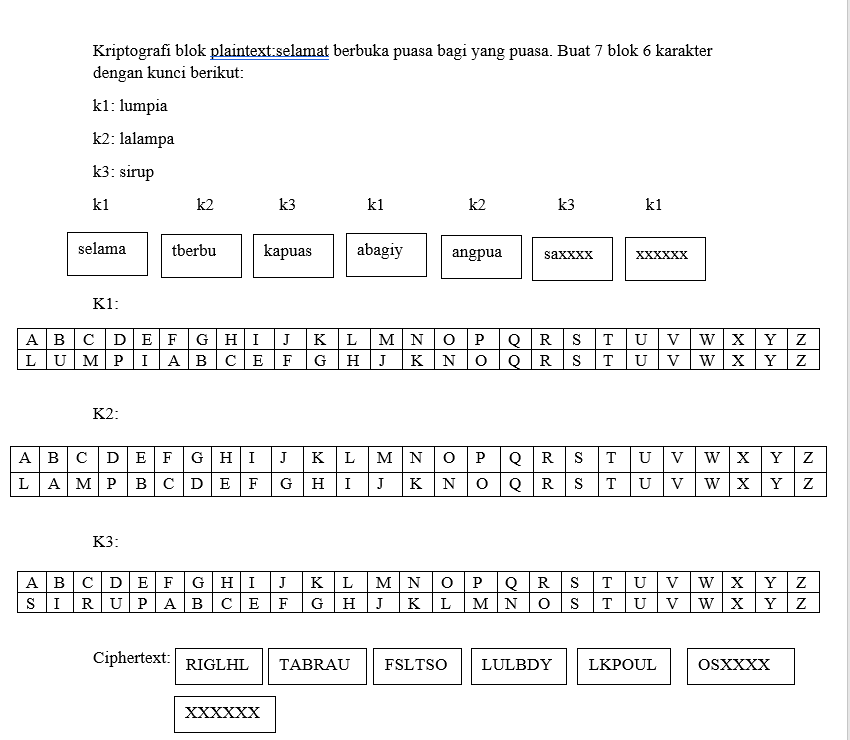 Kriptografi blok plaintext:selamat berbuka puasa bagi yang puasa. Buat 7 blok 6 karakter
dengan kunci berikut:
k1: lumpia
k2: lalampa
k3: sirup
k1 k2 k3 k1 k2 k3 k1
selama tberbu kapuas abagiy angpua saxxxx xxxxxx
K1:
A B C D E F G H I J K L M N O P Q R S T U V W X Y Z
L U M P I A B C E F G H J K N O Q R S T U V W X Y Z
K2:
A B C D E F G H I J K L M N O P Q R S T U V W X Y Z
L A M P B C D E F G H I J K N O Q R S T U V W X Y Z
K3:
A B C D E F G H I J K L M N O P Q R S T U V W X Y Z
S I R U P A B C E F G H J K L M N O S T U V W X Y Z
Ciphertext: RIGLHL TABRAU FSLTSO LULBDY LKPOUL OSXXXX
XXXXXX